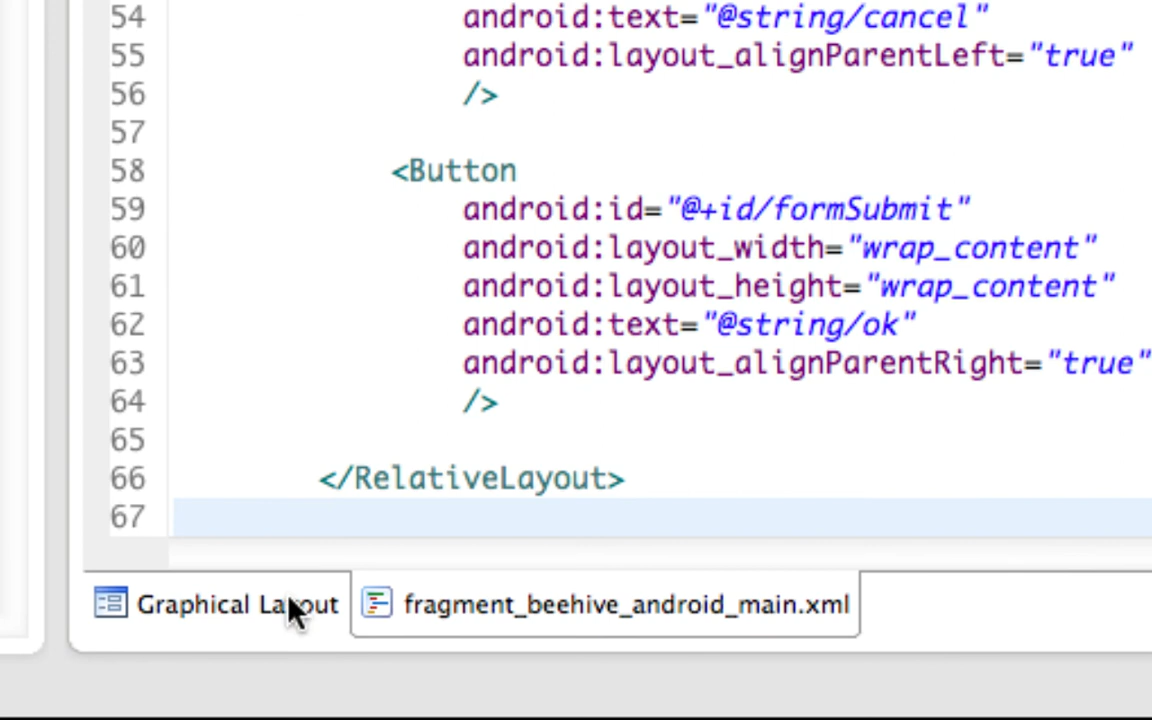 54 android:text="@string/cancel"
55 android:layout_alignParentLeft="true"
56 />
57
58 <Button
59 android:id="@+id/formSubmit"
60 android:layout_width="wrap_content"
61 android:layout_height="wrap_content"
62 android:text="@string/ok"
63 android:layout_alignParentRight="true"
64 />
65
66 </RelativeLayout>
67
Graphical Layout fragment_beehive_android_main.xml